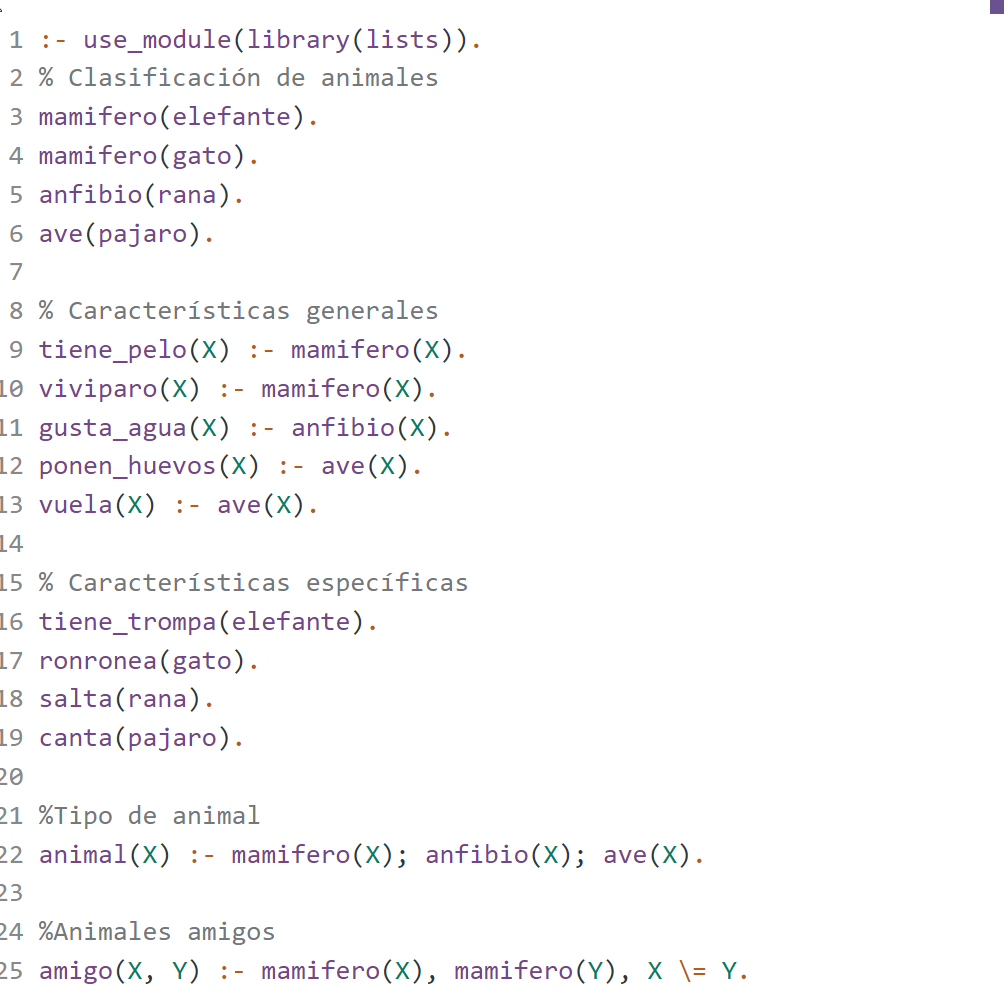 1 :- use_module(library(lists)).
2 % Clasificación de animales
3 mamifero(elefante).
4 mamifero(gato).
5 anfibio(rana).
6 ave(pajaro).
7
8 % Características generales
9 tiene_pelo(X) :- mamifero(X).
10 viviparo(X) :- mamifero(X).
11 gusta_agua(X) :- anfibio(X).
12 ponen_huevos(X) :- ave(X).
13 vuela(X) :- ave(X).
14
15 % Características específicas
16 tiene_trompa(elefante).
17 ronronea(gato).
18 salta(rana).
19 canta(pajaro).
20
21 %Tipo de animal
22 animal(X) :- mamifero(X); anfibio(X); ave(X).
23
24 %Animales amigos
25 amigo(X, Y) :- mamifero(X), mamifero(Y), X \= Y.